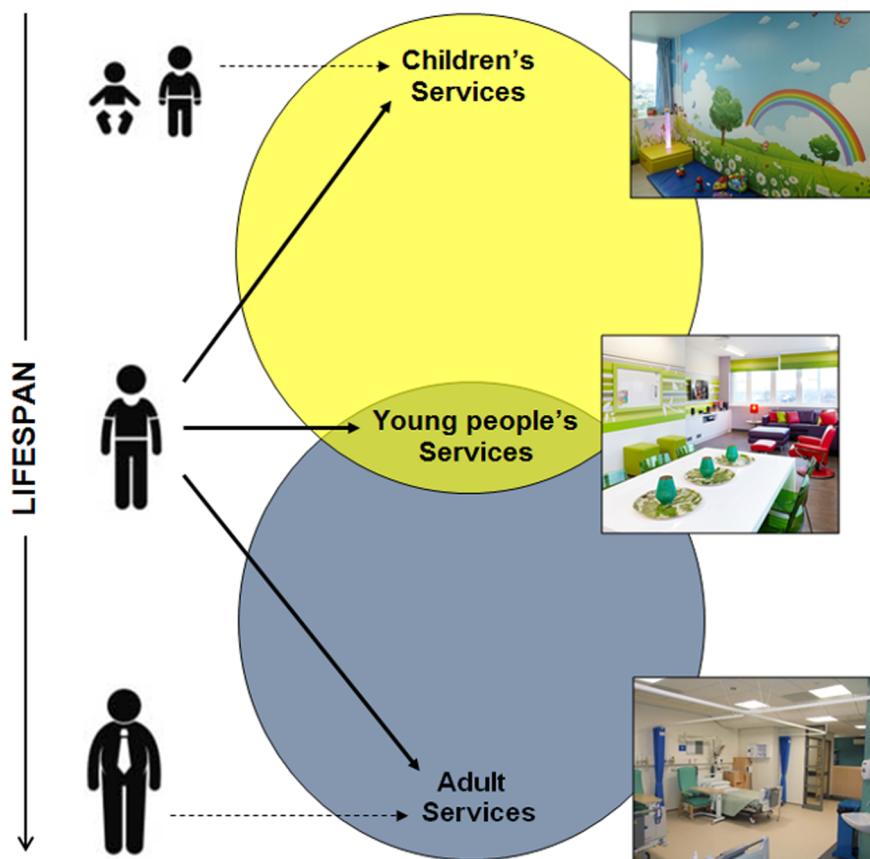 Children's
Services
LIFESPAN
Young people's
Services
Adult
Services